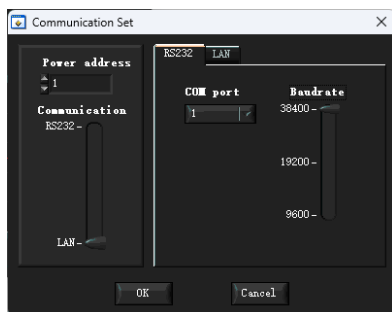 Communication Set
Power address
1
Communication
RS232
LAN
RS232 LAN
COM port
1
Baudrate
38400
19200
9600
OK
Cancel